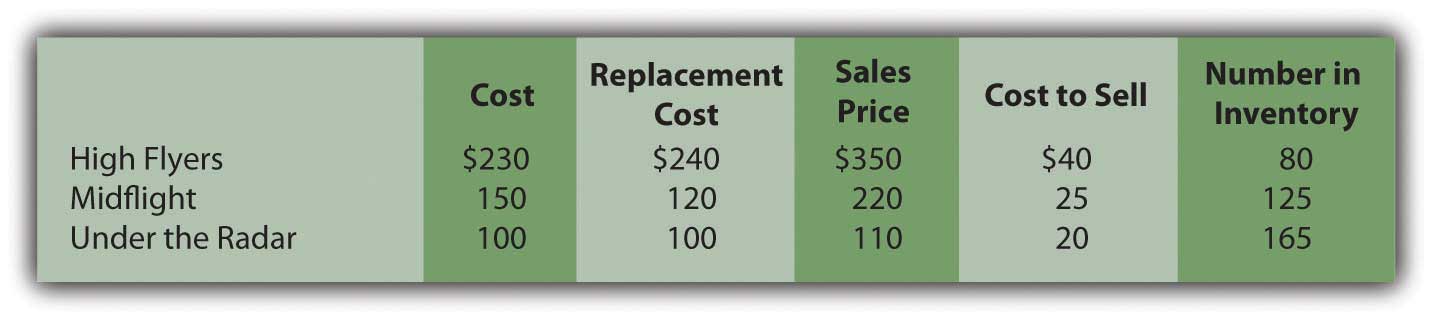 Cost Replacement Cost Sales Price Cost to Sell Number in Inventory
High Flyers $230 $240 $350 $40 80
Midflight 150 120 220 25 125
Under the Radar 100 100 110 20 165